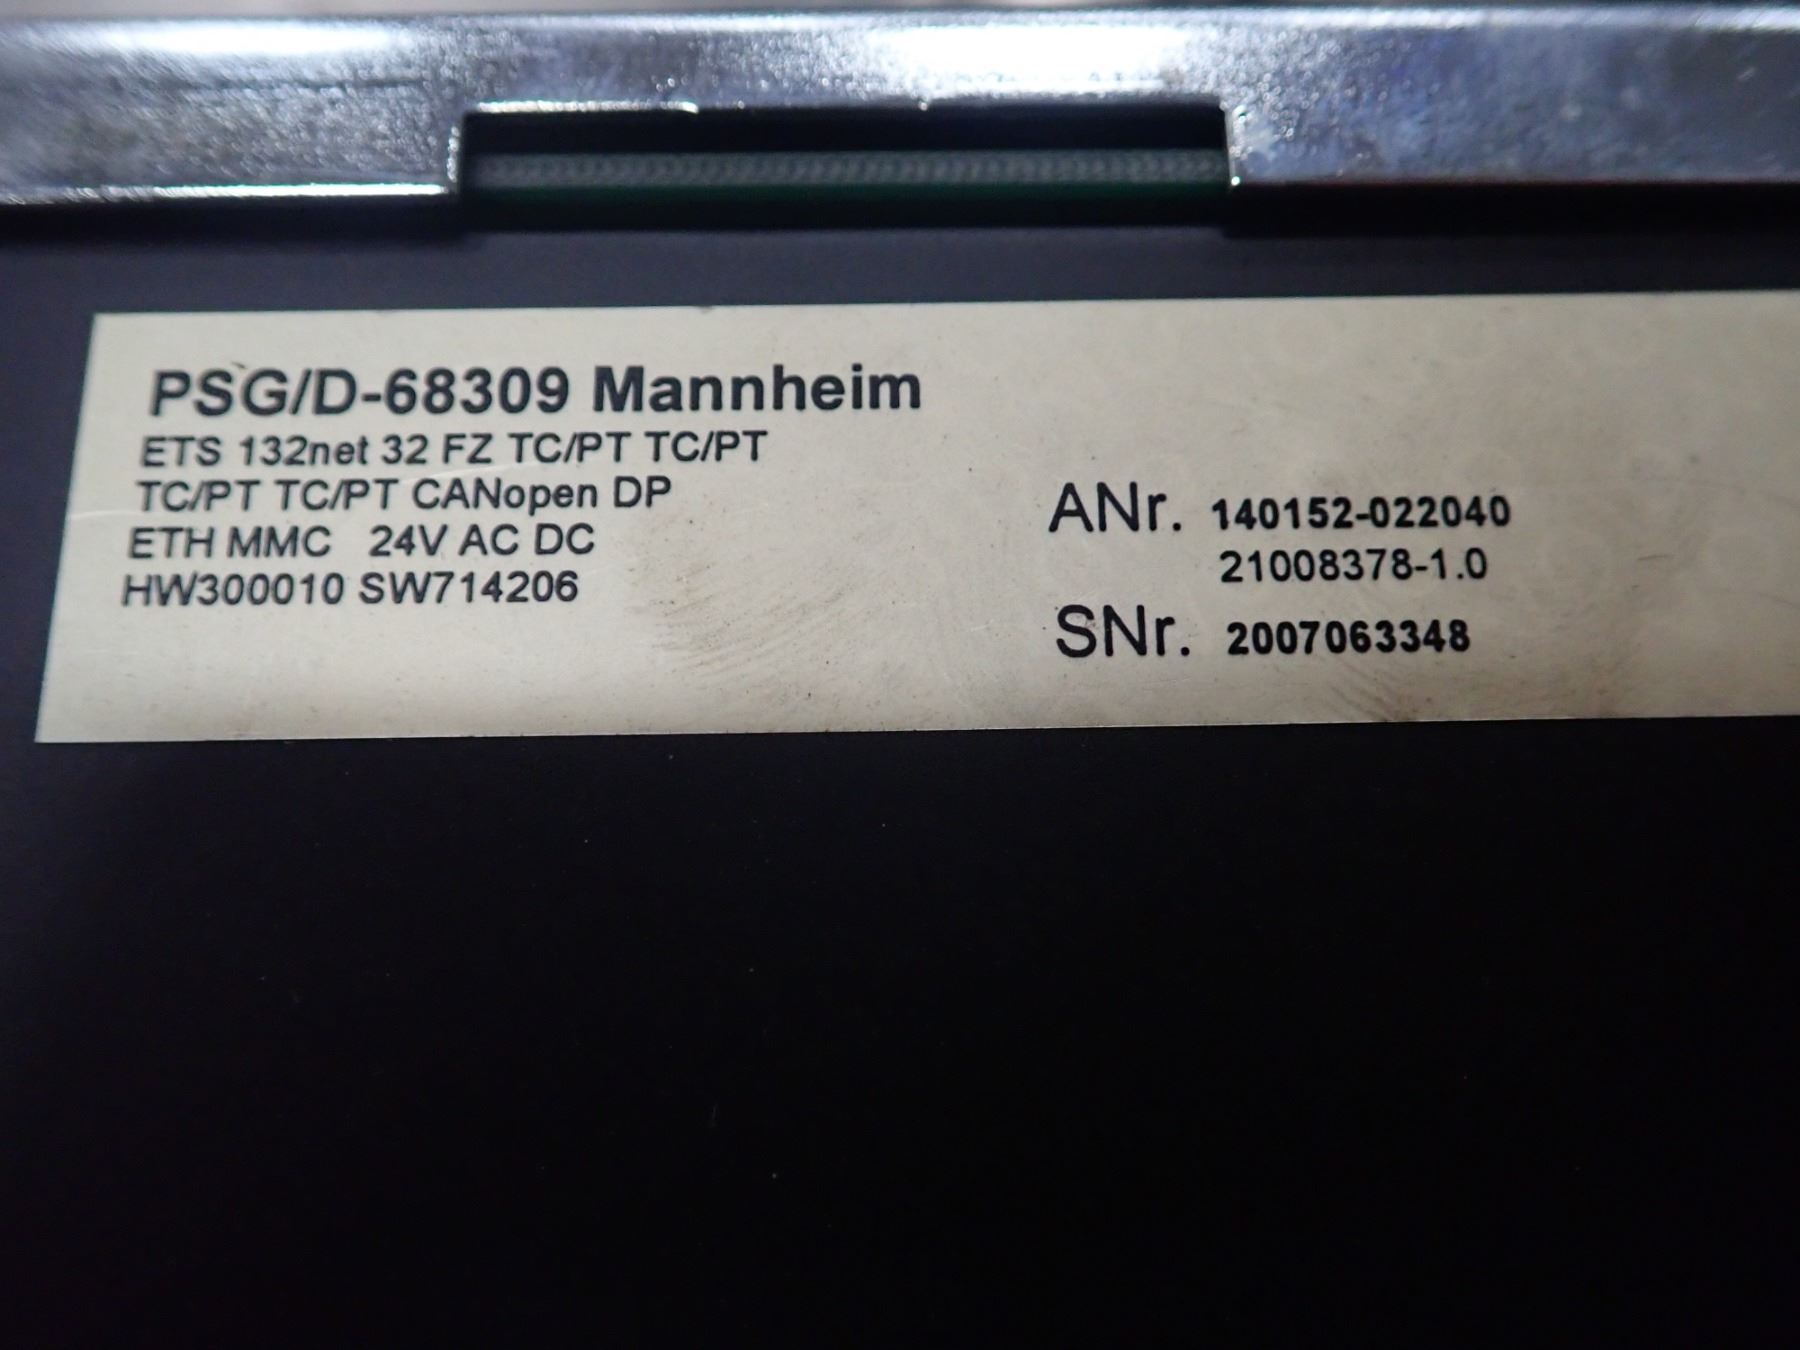 PSG/D-68309 Mannheim
ETS 132net 32 FZ TC/PT TC/PT
TC/PT TC/PT CANopen DP
ETH MMC 24V AC DC
HW300010 SW714206
ANr. 140152-022040
21008378-1.0
SNr. 2007063348